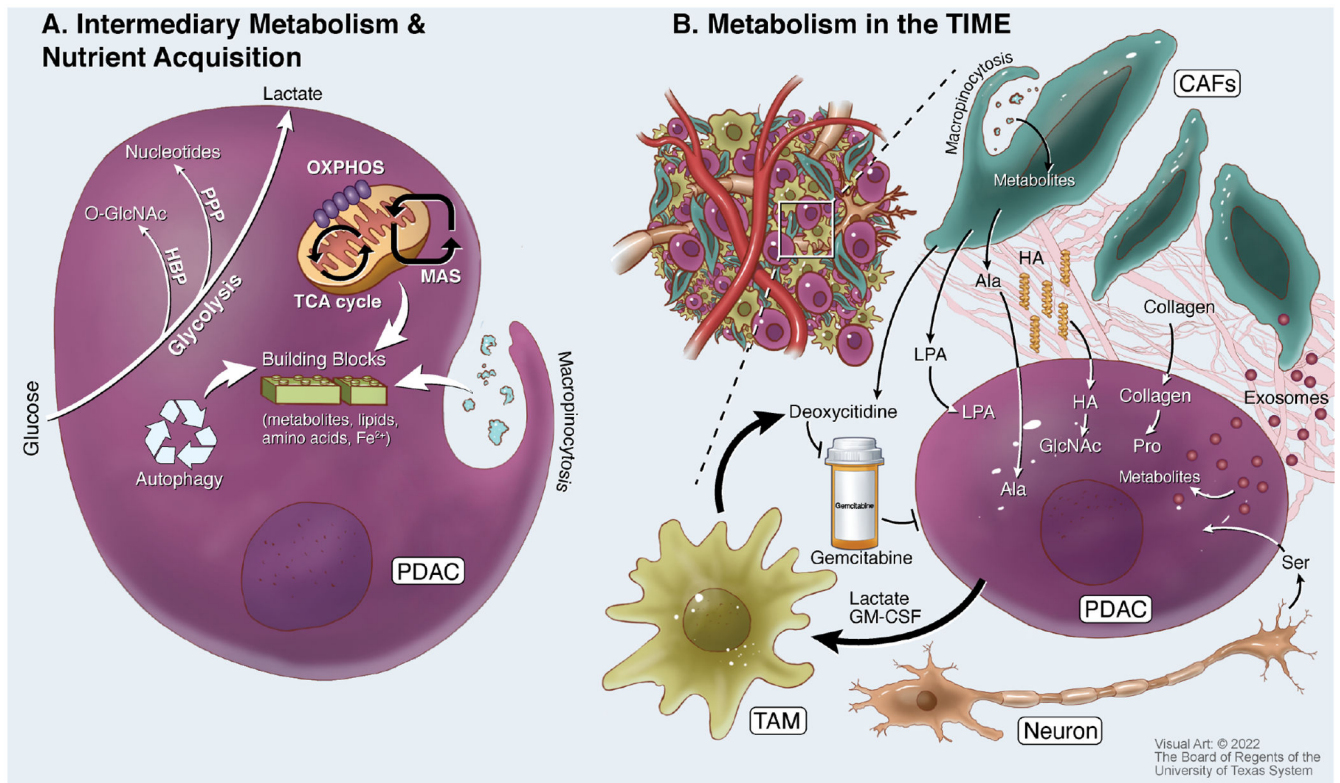 A. Intermediary Metabolism &
Nutrient Acquisition
Lactate
Nucleotides
PPP
O-GlcNAc
HBP
Glycolysis
Glucose
OXPHOS
TCA cycle
MAS
Building Blocks
(metabolites, lipids,
amino acids, Fe²⁺)
Autophagy
Macropinocytosis
PDAC
B. Metabolism in the TIME
Macropinocytosis
CAFs
Metabolites
Ala
HA
Collagen
LPA
LPA
Deoxycitidine
HA
GlcNAc
Collagen
Pro
Exosomes
Metabolites
Ala
Gemcitabine
Gemcitabine
Ser
PDAC
Lactate
GM-CSF
TAM
Neuron
Visual Art: © 2022
The Board of Regents of the
University of Texas System